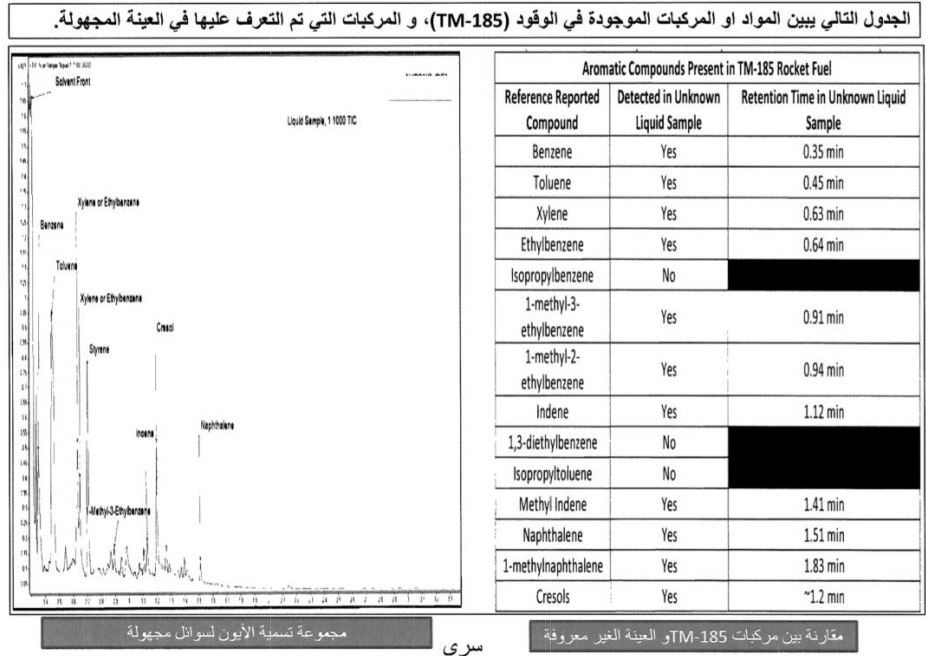 الجدول التالي يبين المواد او المركبات الموجودة في الوقود (TM-185)، و المركبات التي تم التعرف عليها في العينة المجهولة.
Solvent Front
Liquid Sample, 1 1000 TIC
Xylene or Ethylbenzene
Benzene
Toluene
Xylene or Ethylbenzene
Cresol
Styrene
Indene
Naphthalene
-Methyl-3-Ethylbenzene
Aromatic Compounds Present in TM-185 Rocket Fuel
Reference Reported Compound Detected in Unknown Liquid Sample Retention Time in Unknown Liquid Sample
Benzene Yes 0.35 min
Toluene Yes 0.45 min
Xylene Yes 0.63 min
Ethylbenzene Yes 0.64 min
Isopropylbenzene No
1-methyl-3-ethylbenzene Yes 0.91 min
1-methyl-2-ethylbenzene Yes 0.94 min
Indene Yes 1.12 min
1,3-diethylbenzene No
Isopropyltoluene No
Methyl Indene Yes 1.41 min
Naphthalene Yes 1.51 min
1-methylnaphthalene Yes 1.83 min
Cresols Yes ~1.2 min
مجموعة تسمية الأيون لسوائل مجهولة
مقارنة بين مركبات TM-185و العينة الغير معروفة
سري